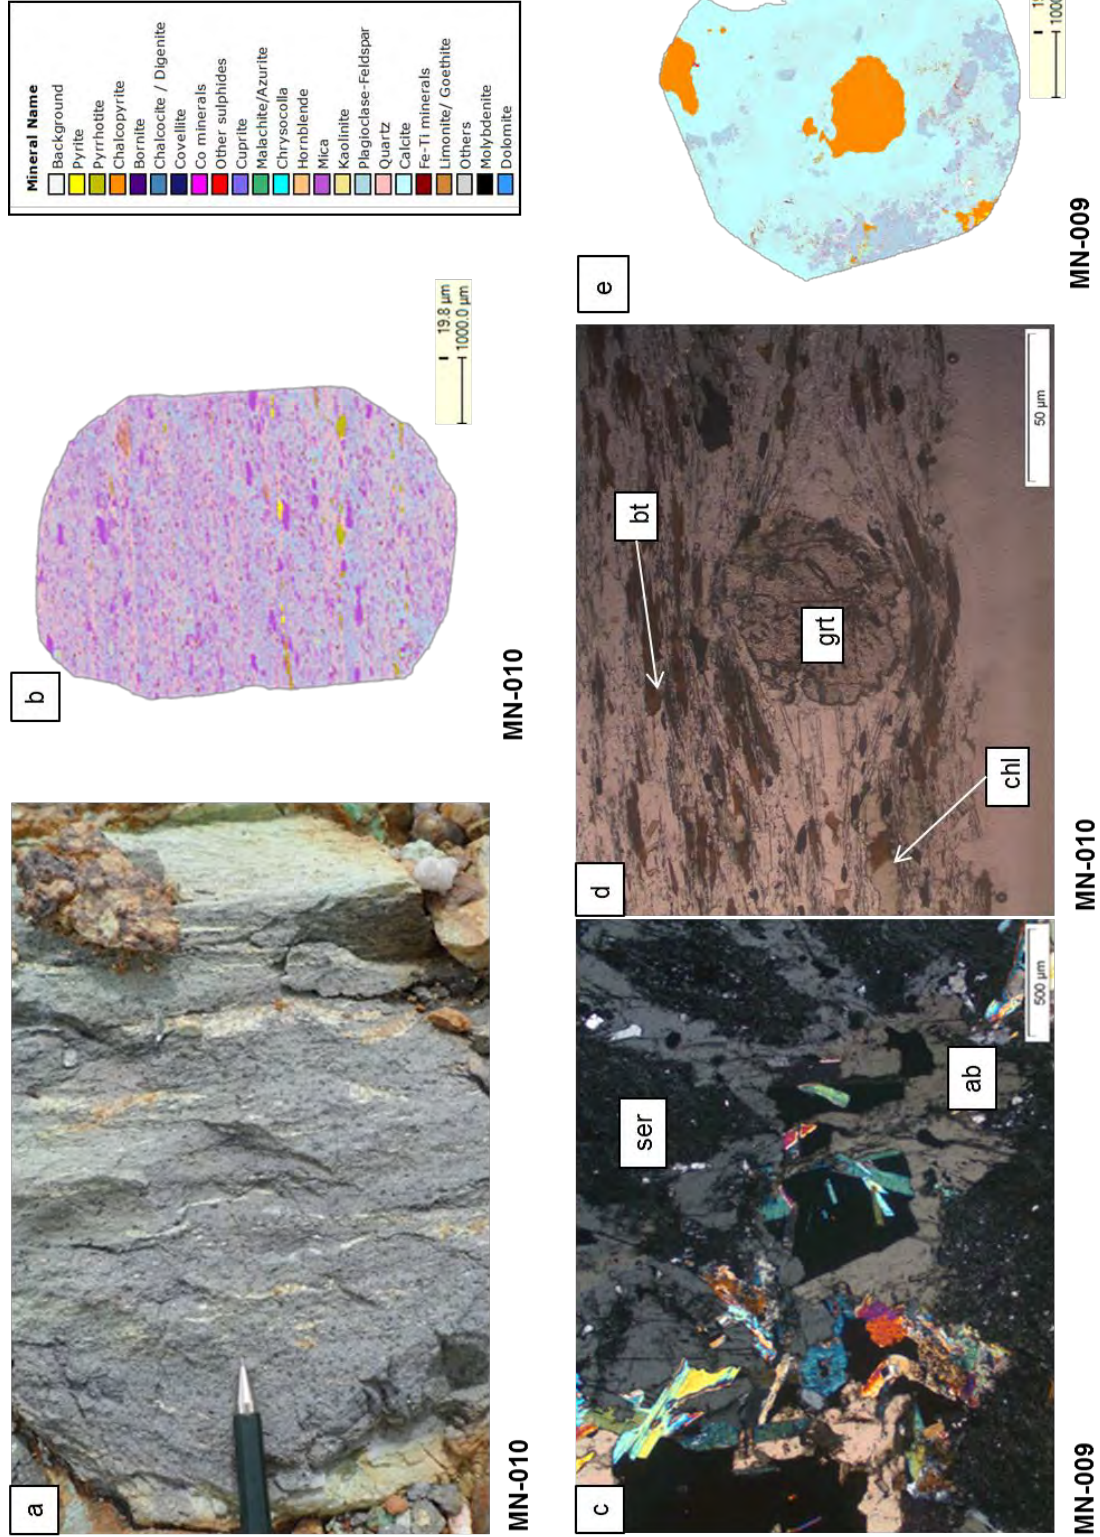 a
MN-010
b
MN-010
19.8 µm
1000.0 µm
Mineral Name
Background
Pyrite
Pyrrhotite
Chalcopyrite
Bornite
Chalcocite / Digenite
Covellite
Co minerals
Other sulphides
Cuprite
Malachite/Azurite
Chrysocolla
Hornblende
Mica
Kaolinite
Plagioclase-Feldspar
Quartz
Calcite
Fe-Ti minerals
Limonite/ Goethite
Others
Molybdenite
Dolomite
c
ser
ab
500 µm
MN-009
d
bt
grt
chl
50 µm
MN-010
e
MN-009